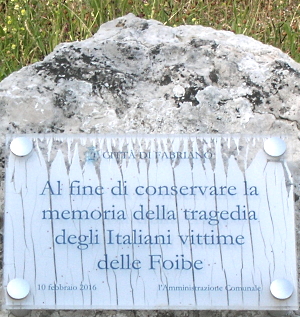 CITTÀ DI FABRIANO
Al fine di conservare la
memoria della tragedia
degli Italiani vittime
delle Foibe
10 febbraio 2016 l'Amministrazione Comunale